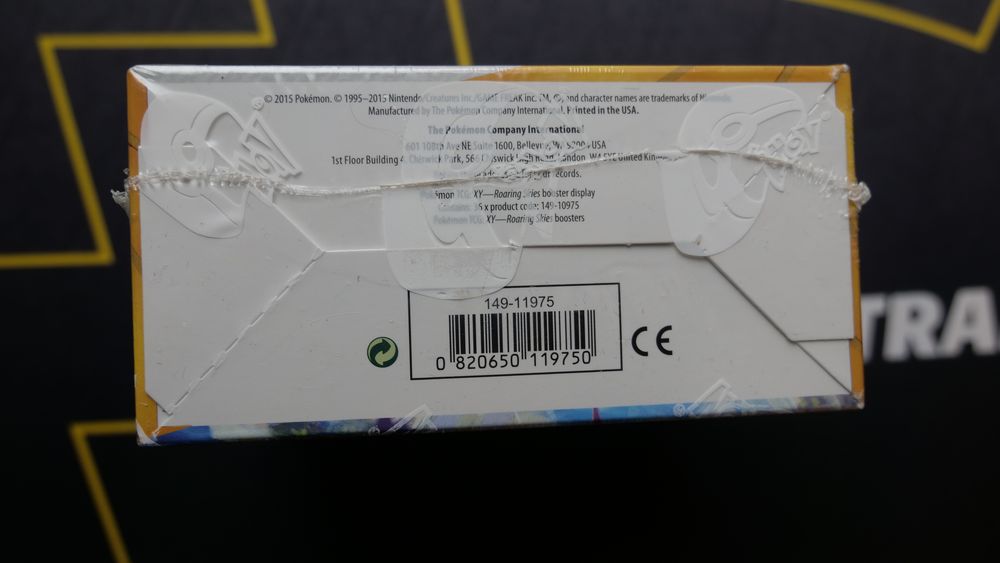 © 2015 Pokémon. © 1995–2015 Nintendo/Creatures Inc./GAME FREAK inc. TM, ®, and character names are trademarks of Nintendo.
Manufactured by The Pokémon Company International. Printed in the USA.
The Pokémon Company International
601 108th Ave NE Suite 1600, Bellevue, WA
1st Floor Building 4, Chiswick Park, 566 Chiswick High Road, London, W4 5YE United Kingdom
records.
Pokémon TCG: XY—Roaring Skies booster display
Contains: 36 x product code: 149-10975
Pokémon TCG: XY—Roaring Skies boosters
149-11975
0 820650 119750
CE
TRA